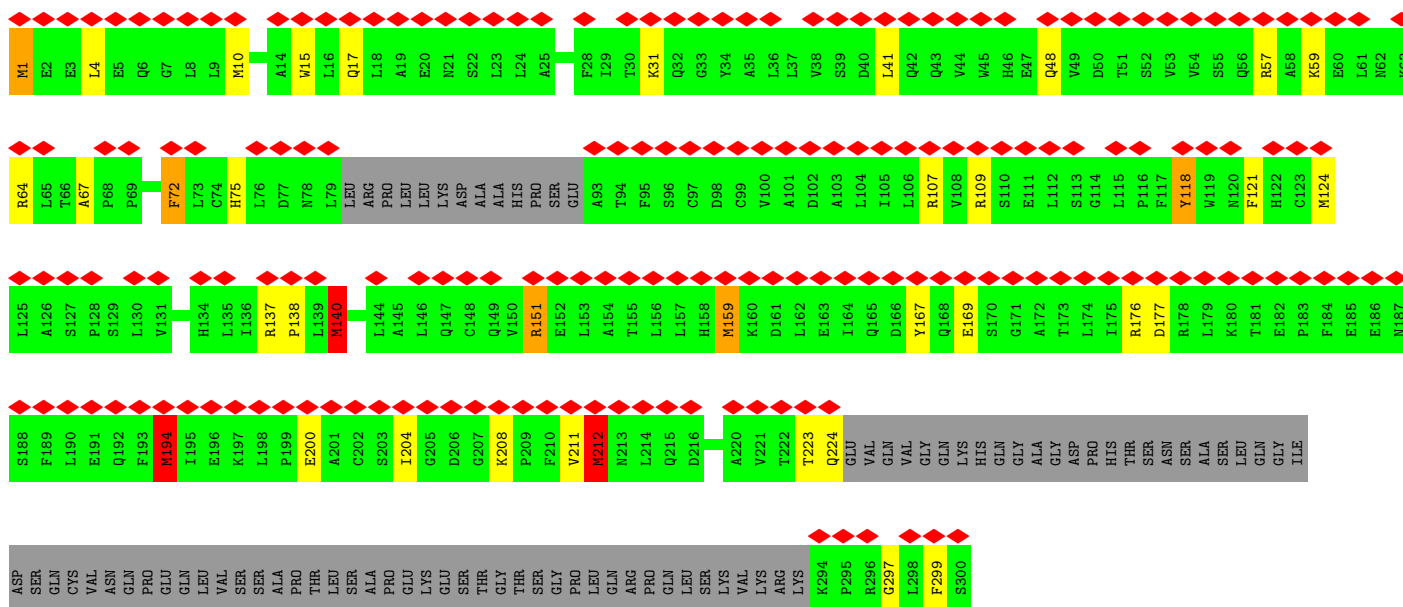 M1 E2 E3 L4 E5 Q6 G7 L8 L9 M10 A14 W15 L16 Q17 L18 A19 E20 N21 S22 L23 L24 A25 F28 I29 T30 K31 Q32 G33 Y34 A35 L36 L37 V38 S39 D40 L41 Q42 Q43 V44 W45 H46 E47 Q48 V49 D50 T51 S52 V53 V54 S55 Q56 R57 A58 K59 E60 L61 N62
R64 L65 T66 A67 P68 P69 F72 L73 C74 H75 L76 D77 N78 L79 LEU ARG PRO LEU LEU LYS ASP ALA ALA HIS PRO SER GLU A93 T94 F95 S96 C97 D98 C99 V100 A101 D102 A103 L104 I105 L106 R107 V108 R109 S110 E111 L112 S113 G114 L115 P116 F117 Y118 W119 N120 F121 H122 C123 M124
L125 A126 S127 P128 S129 L130 V131 H134 L135 I136 R137 P138 L139 M140 L144 A145 L146 Q147 C148 Q149 V150 R151 E152 L153 A154 T155 L156 L157 H158 M159 K160 D161 L162 E163 I164 Q165 D166 Y167 Q168 E169 S170 G171 A172 T173 L174 I175 R176 D177 R178 L179 K180 T181 E182 P183 F184 E185 E186 N187
S188 F189 L190 E191 Q192 F193 M194 I195 E196 K197 L198 P199 E200 A201 C202 S203 I204 G205 D206 G207 K208 P209 F210 V211 M212 N213 L214 Q215 D216 A220 V221 T222 T223 Q224 GLU VAL GLN VAL GLY GLN LYS HIS GLN GLY ALA GLY ASP PRO HIS THR SER ASN SER ALA SER LEU GLN GLY ILE
ASP SER GLN CYS VAL ASN GLN PRO GLU GLN LEU VAL SER SER ALA PRO THR LEU SER ALA PRO GLU LYS GLU SER THR GLY THR SER GLY PRO LEU GLN ARG PRO GLN LEU SER LYS VAL LYS ARG LYS K294 P295 R296 G297 L298 F299 S300